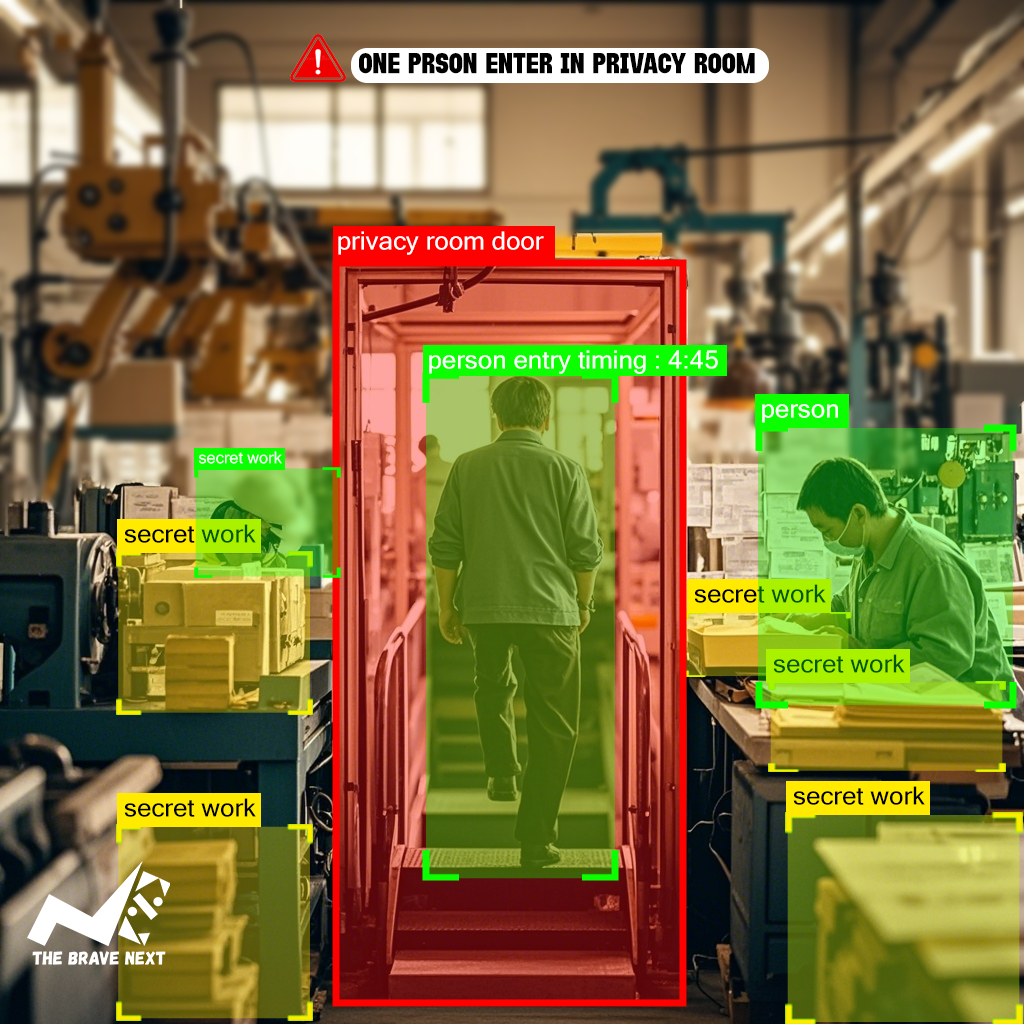 ONE PRSON ENTER IN PRIVACY ROOM
privacy room door
person entry timing : 4:45
person
secret work
secret work
secret work
secret work
secret work
secret work
THE BRAVE NEXT